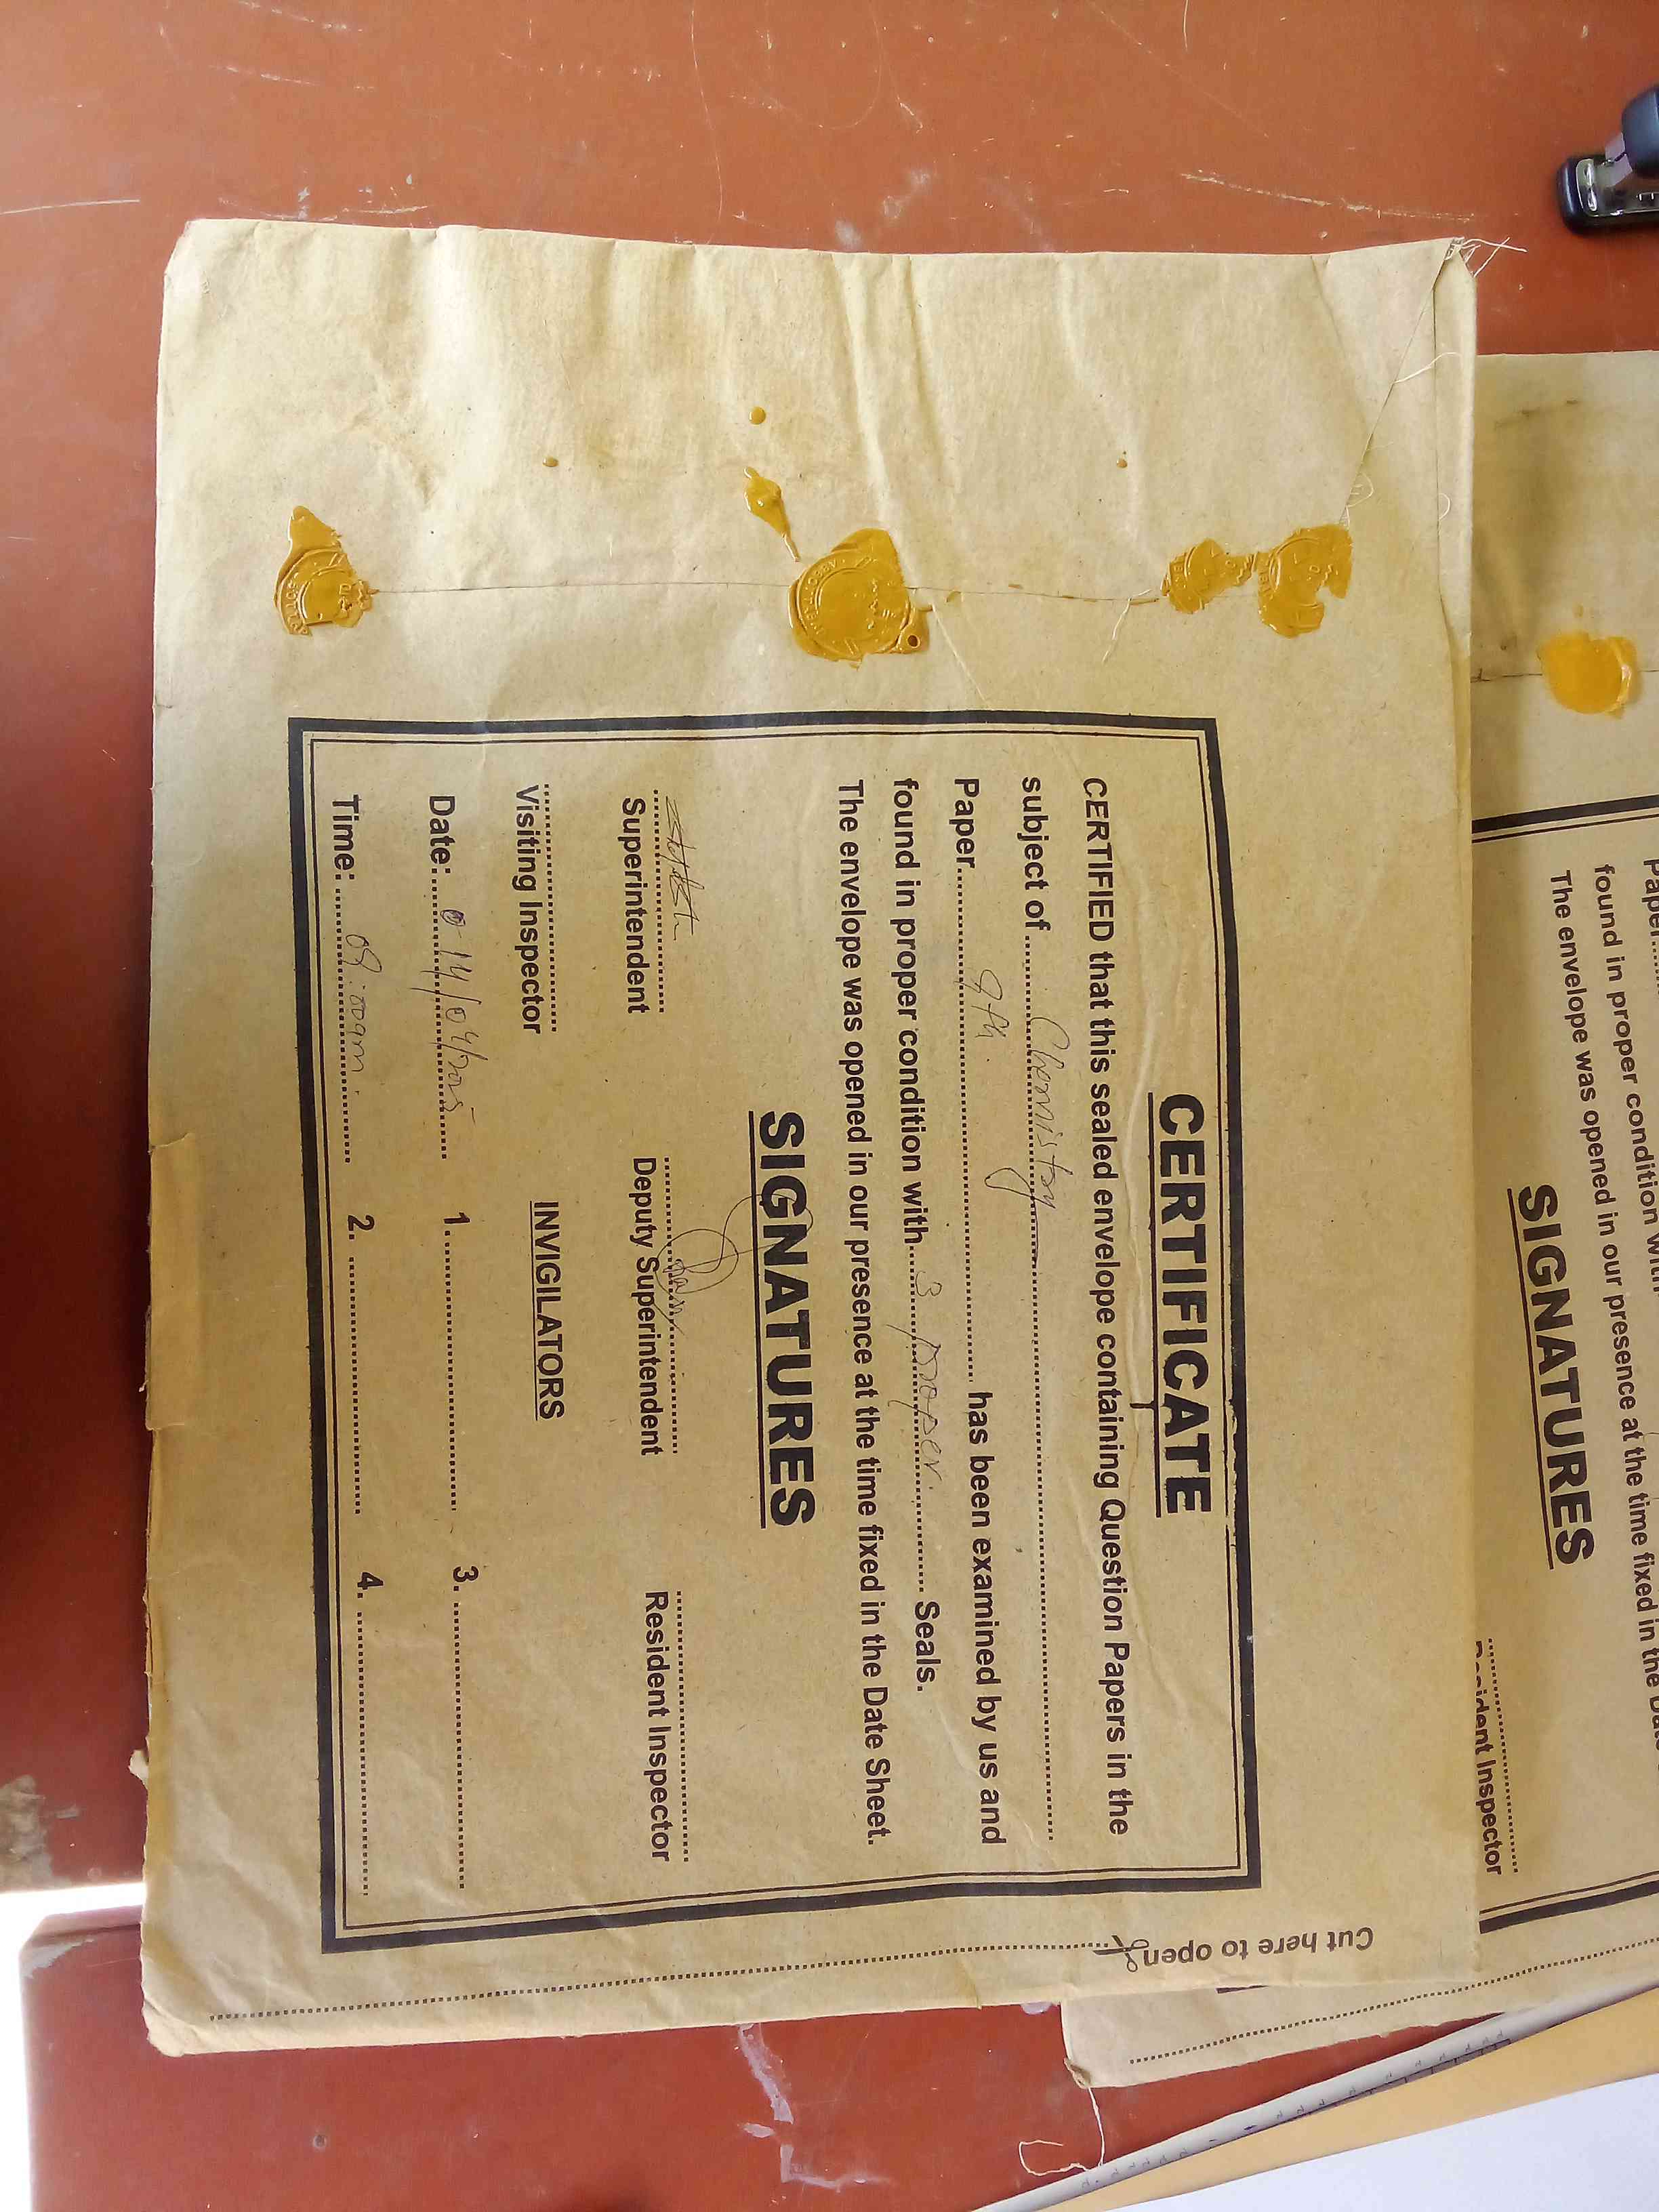 CERTIFICATE
CERTIFIED that this sealed envelope containing Question Papers in the
subject of Chemistry
Paper 9th has been examined by us and
found in proper condition with 3 proper Seals.
The envelope was opened in our presence at the time fixed in the Date Sheet.
SIGNATURES
Superintendent
Deputy Superintendent
Resident Inspector
Visiting Inspector
INVIGILATORS
Date: 14/04/2025
1.
3.
Time: 08:00am.
2.
4.
Cut here to open
Paper
found in proper condition with
The envelope was opened in our presence at the time fixed in the
SIGNATURES
Resident Inspector